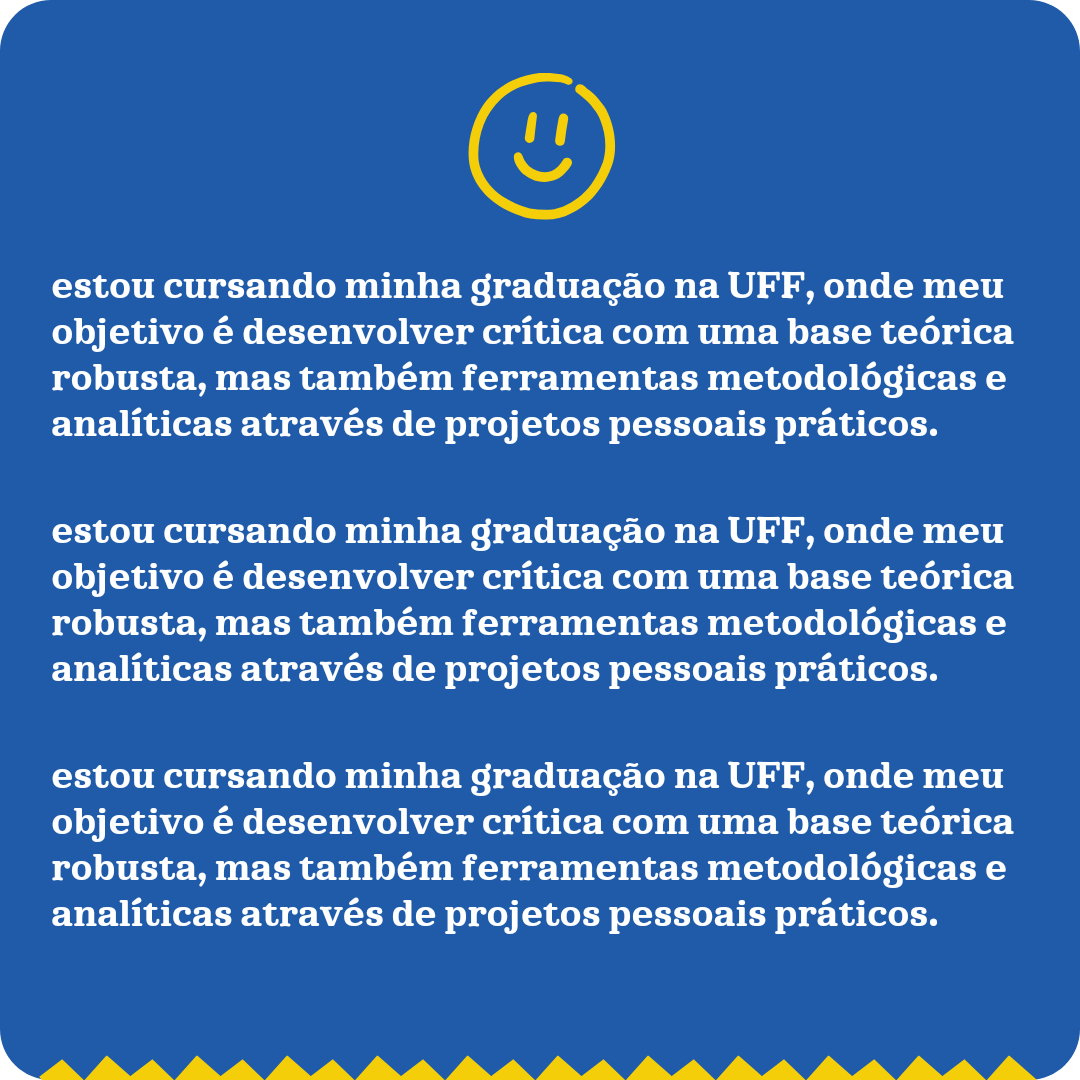 estou cursando minha graduação na UFF, onde meu
objetivo é desenvolver crítica com uma base teórica
robusta, mas também ferramentas metodológicas e
analíticas através de projetos pessoais práticos.
estou cursando minha graduação na UFF, onde meu
objetivo é desenvolver crítica com uma base teórica
robusta, mas também ferramentas metodológicas e
analíticas através de projetos pessoais práticos.
estou cursando minha graduação na UFF, onde meu
objetivo é desenvolver crítica com uma base teórica
robusta, mas também ferramentas metodológicas e
analíticas através de projetos pessoais práticos.